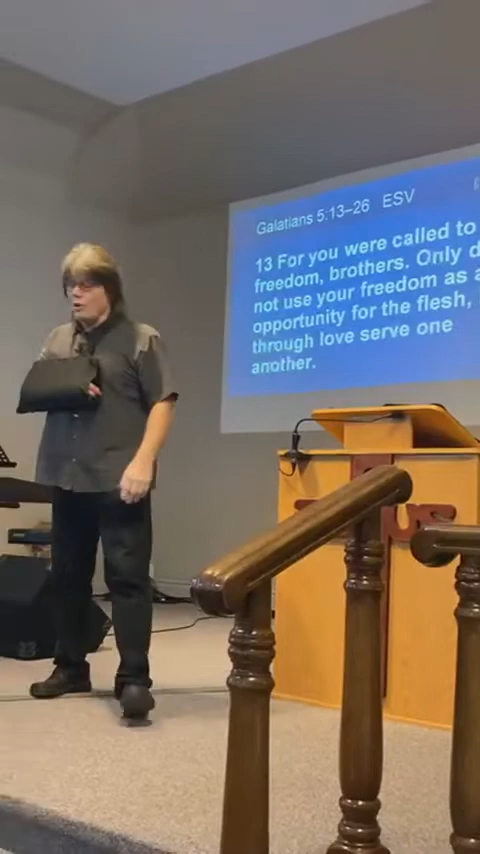 Galatians 5:13–26 ESV
13 For you were called to
freedom, brothers. Only
not use your freedom as
opportunity for the flesh,
through love serve one
another.